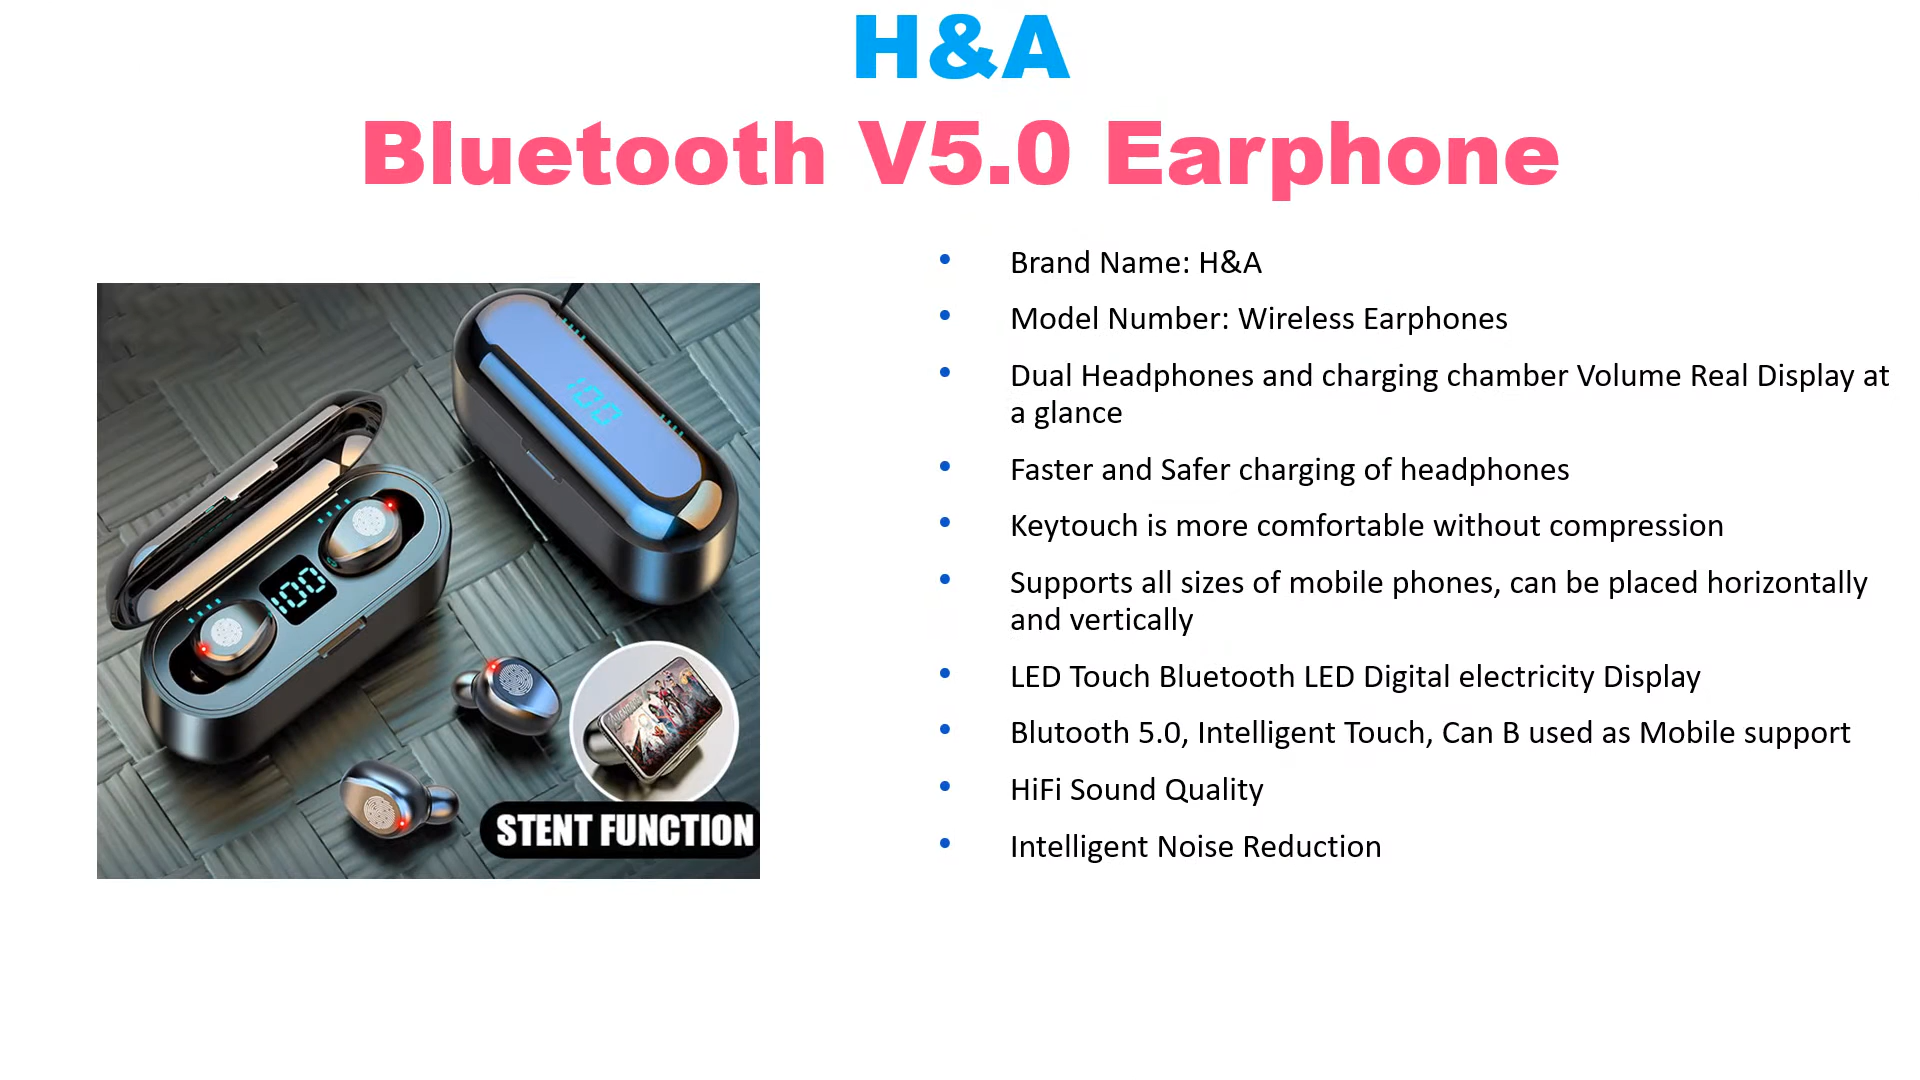 H&A
Bluetooth V5.0 Earphone
• Brand Name: H&A
• Model Number: Wireless Earphones
• Dual Headphones and charging chamber Volume Real Display at
a glance
• Faster and Safer charging of headphones
• Keytouch is more comfortable without compression
• Supports all sizes of mobile phones, can be placed horizontally
and vertically
• LED Touch Bluetooth LED Digital electricity Display
• Blutooth 5.0, Intelligent Touch, Can B used as Mobile support
• HiFi Sound Quality
• Intelligent Noise Reduction
100
100
STENT FUNCTION